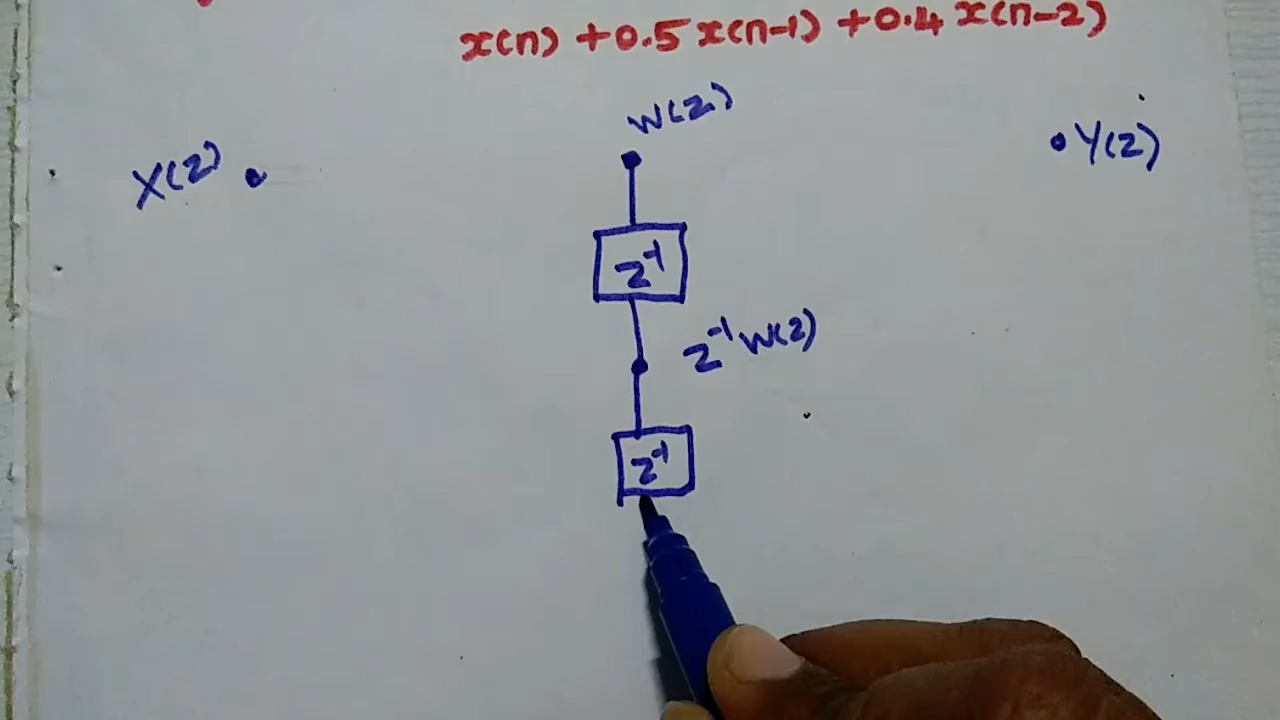 x(n) + 0.5 x(n-1) + 0.4 x(n-2)
W(z)
X(z)
Y(z)
z⁻¹
z⁻¹ W(z)
z⁻¹